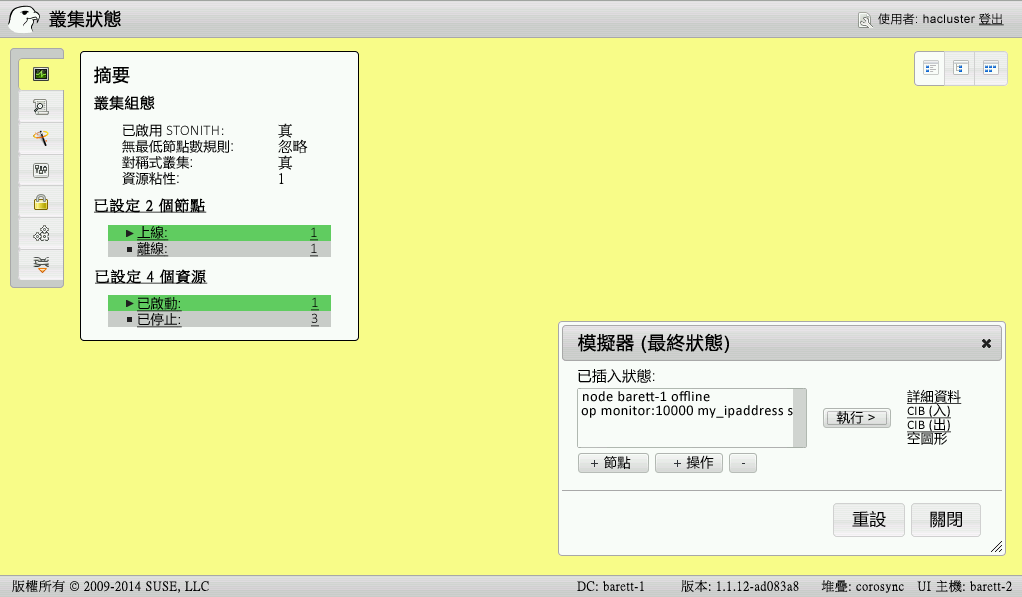 叢集狀態
使用者: hacluster 登出
摘要
叢集組態
已啟用 STONITH: 真
無最低節點數規則: 忽略
對稱式叢集: 真
資源粘性: 1
已設定 2 個節點
上線: 1
離線: 1
已設定 4 個資源
已啟動: 1
已停止: 3
模擬器 (最終狀態)
已插入狀態:
node barett-1 offline
op monitor:10000 my_ipaddress s
+ 節點 + 操作 -
執行 >
詳細資料
CIB (入)
CIB (出)
空圖形
重設 關閉
版權所有 © 2009-2014 SUSE, LLC DC: barett-1 版本: 1.1.12-ad083a8 堆疊: corosync UI 主機: barett-2